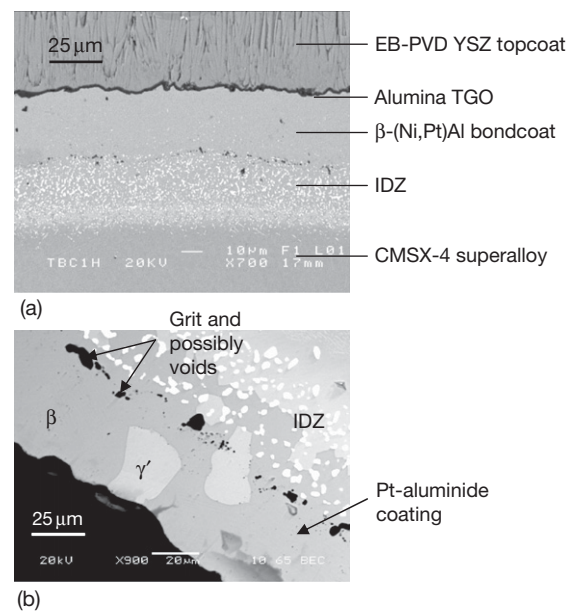 25 μm
EB-PVD YSZ topcoat
Alumina TGO
β-(Ni,Pt)Al bondcoat
IDZ
10μm F1 L01
CMSX-4 superalloy
TBC1H 20KV X700 17mm
(a)
Grit and
possibly
voids
β
IDZ
γ′
Pt-aluminide
coating
25 μm
20kV X900 20μm 10 65 BEC
(b)